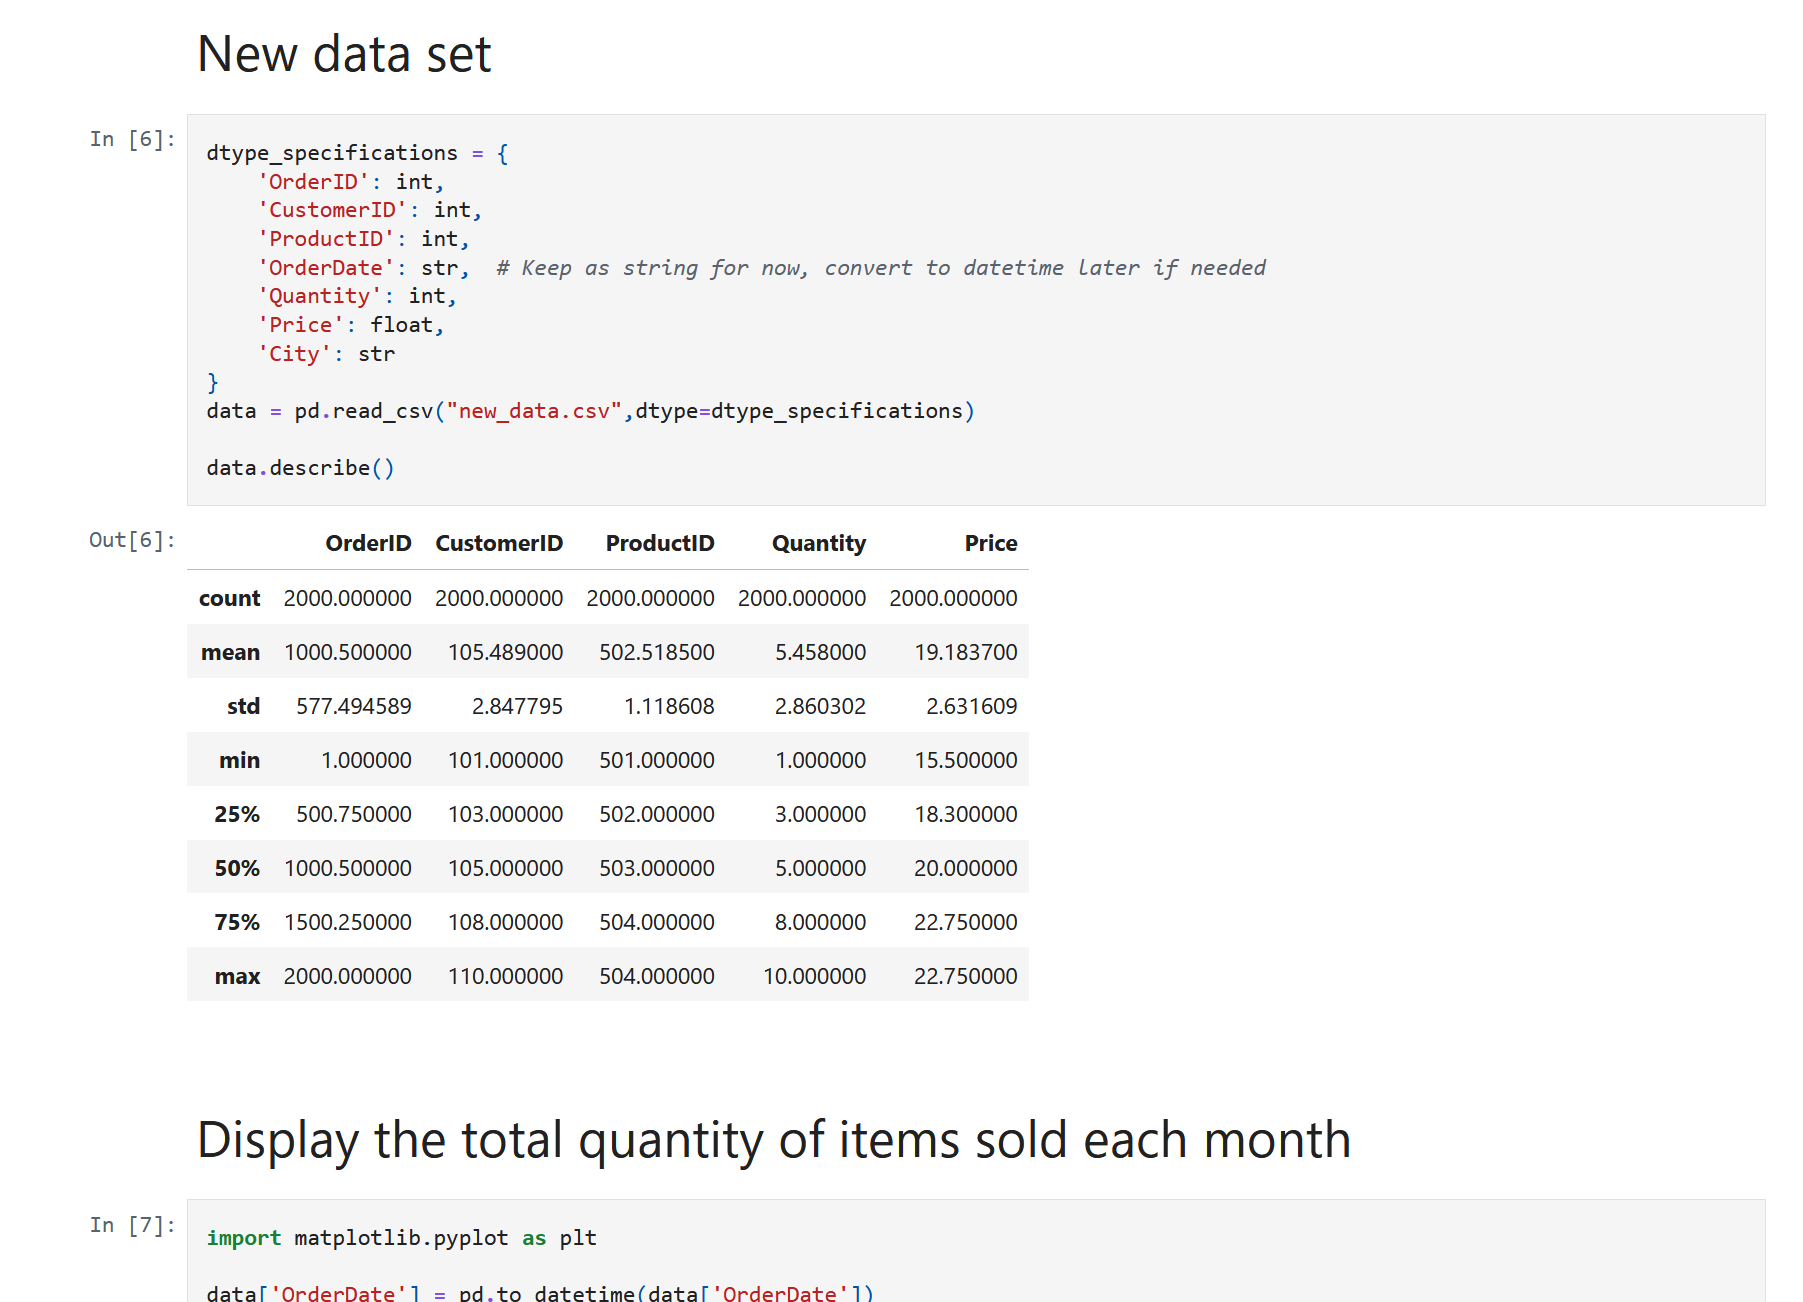 New data set
In [6]:
dtype_specifications = {
    'OrderID': int,
    'CustomerID': int,
    'ProductID': int,
    'OrderDate': str,  # Keep as string for now, convert to datetime later if needed
    'Quantity': int,
    'Price': float,
    'City': str
}
data = pd.read_csv("new_data.csv",dtype=dtype_specifications)
data.describe()
Out[6]:
OrderID CustomerID ProductID Quantity Price
count 2000.000000 2000.000000 2000.000000 2000.000000 2000.000000
mean 1000.500000 105.489000 502.518500 5.458000 19.183700
std 577.494589 2.847795 1.118608 2.860302 2.631609
min 1.000000 101.000000 501.000000 1.000000 15.500000
25% 500.750000 103.000000 502.000000 3.000000 18.300000
50% 1000.500000 105.000000 503.000000 5.000000 20.000000
75% 1500.250000 108.000000 504.000000 8.000000 22.750000
max 2000.000000 110.000000 504.000000 10.000000 22.750000
Display the total quantity of items sold each month
In [7]:
import matplotlib.pyplot as plt
data['OrderDate'] = pd.to_datetime(data['OrderDate'])